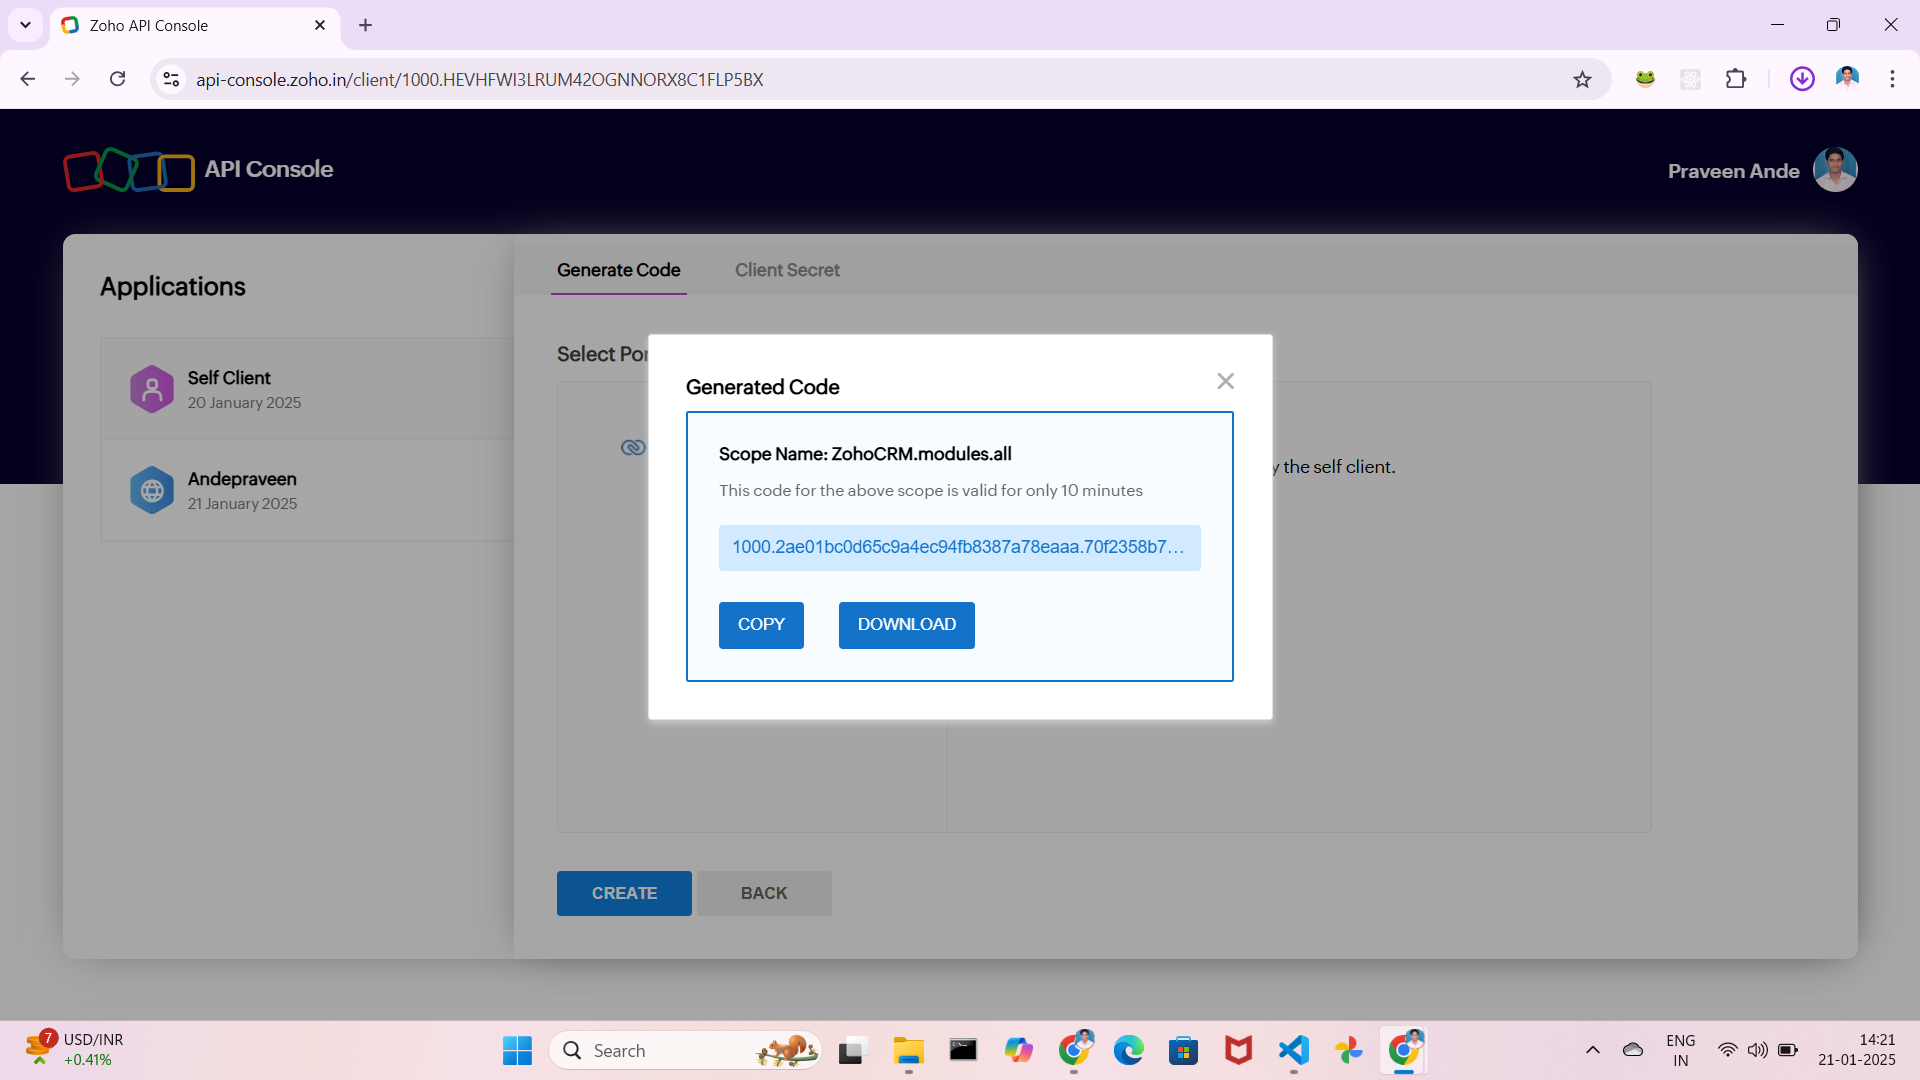 Zoho API Console
api-console.zoho.in/client/1000.HEVHFWI3LRUM42OGNNORX8C1FLP5BX
API Console
Praveen Ande
Applications
Self Client
20 January 2025
Andepraveen
21 January 2025
Generate Code
Client Secret
Select Por
y the self client.
Generated Code
Scope Name: ZohoCRM.modules.all
This code for the above scope is valid for only 10 minutes
1000.2ae01bc0d65c9a4ec94fb8387a78eaaa.70f2358b7...
COPY
DOWNLOAD
CREATE
BACK
7
USD/INR
+0.41%
Search
ENG
IN
14:21
21-01-2025